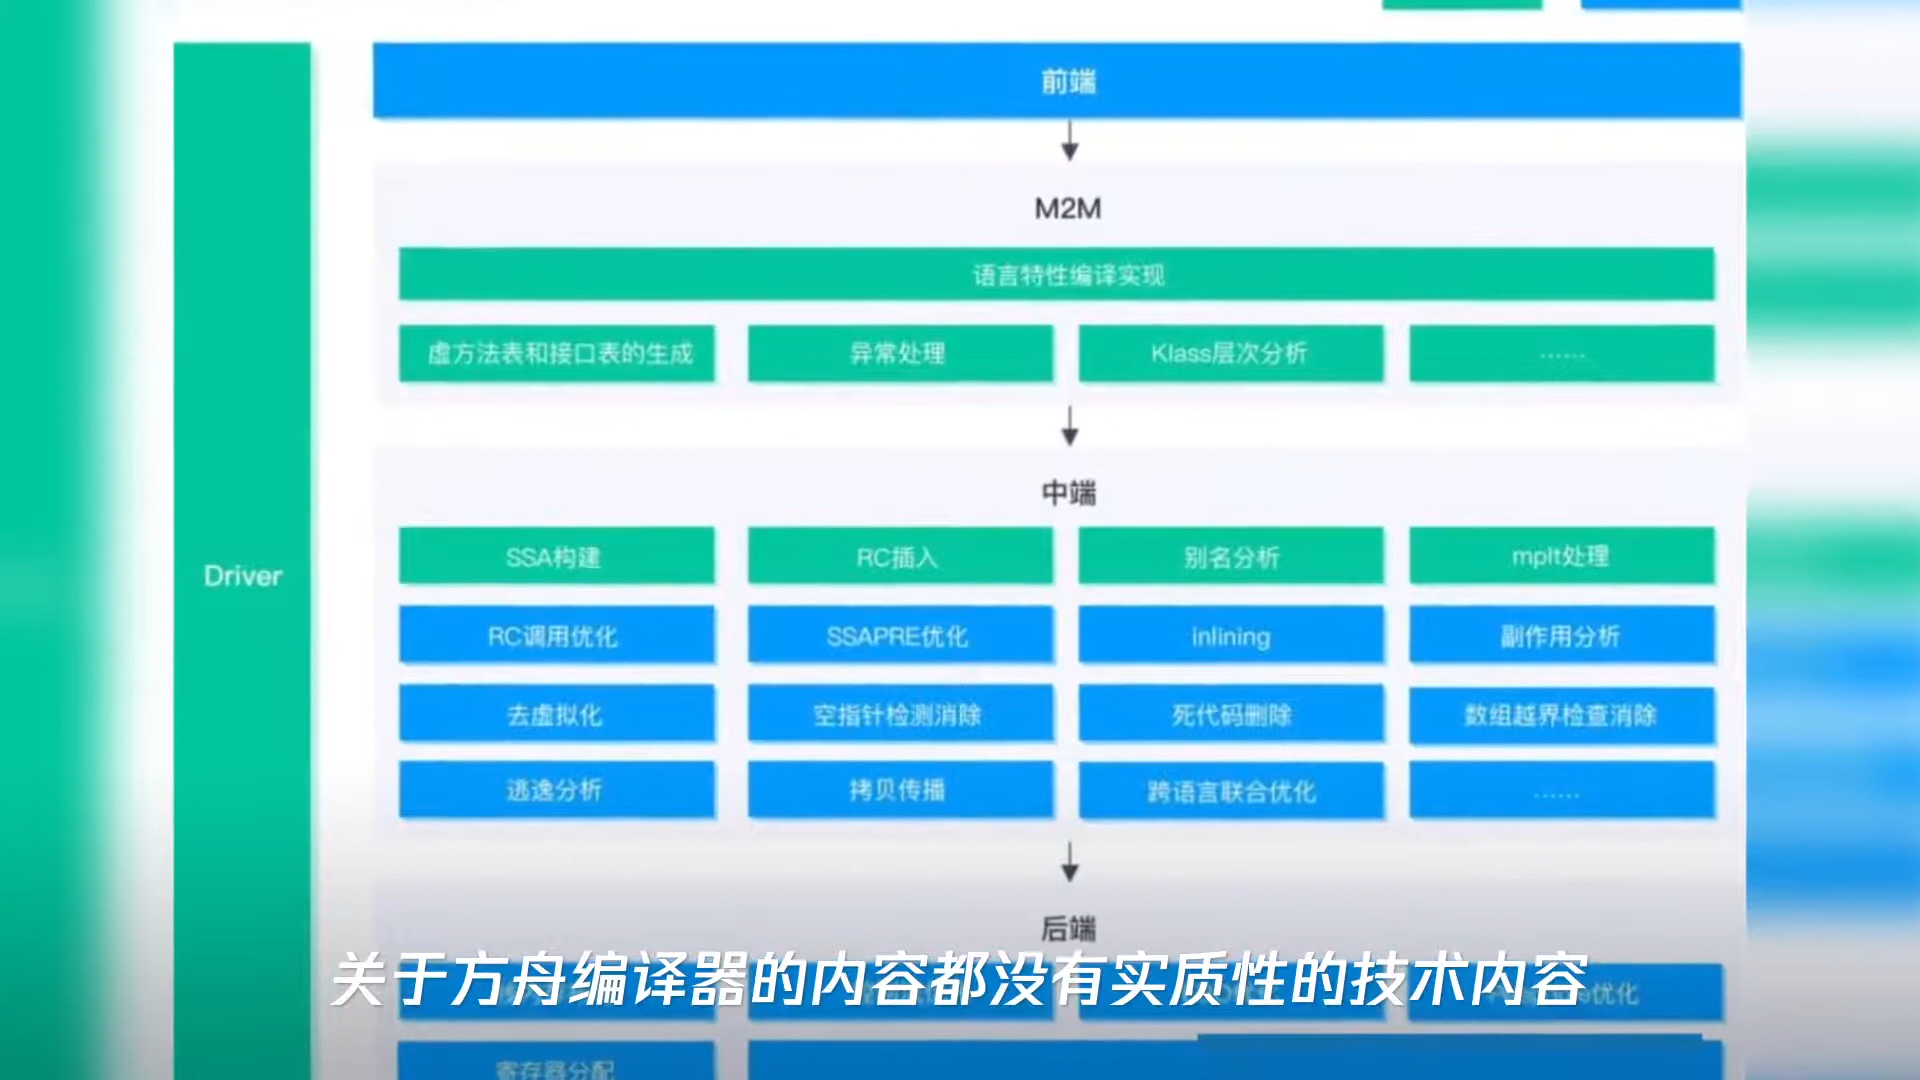 前端
M2M
语言特性编译实现
虚方法表和接口表的生成 异常处理 Klass层次分析 ……
中端
SSA构建 RC插入 别名分析 mplt处理
Driver
RC调用优化 SSAPRE优化 Inlining 副作用分析
去虚拟化 空指针检测消除 死代码删除 数组越界检查消除
逃逸分析 拷贝传播 跨语言联合优化 ……
后端
关于方舟编译器的内容都没有实质性的技术内容
优化
寄存器分配